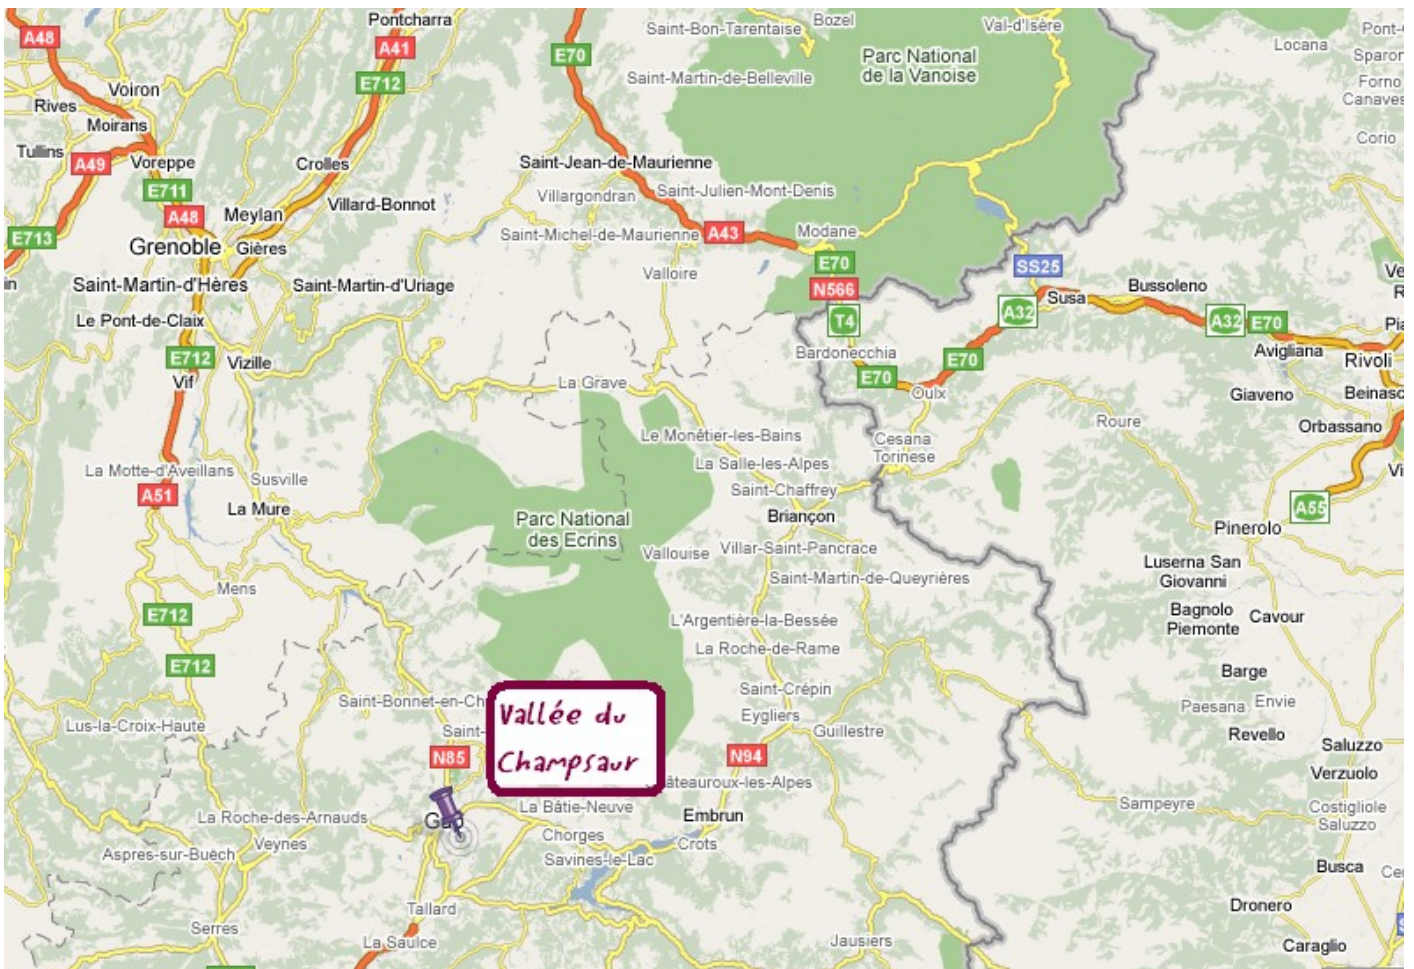 Pontcharra
Saint-Bon-Tarentaise
Bozel
Val-d'Isère
A48
A41
E70
Parc National
de la Vanoise
Locana
E712
Saint-Martin-de-Belleville
Voiron
Rives
Moirans
Corio
Tullins
A49
Voreppe
Crolles
Saint-Jean-de-Maurienne
E711
Villargondran
Saint-Julien-Mont-Denis
A48
Meylan
Villard-Bonnot
E713
Grenoble
Gières
Saint-Michel-de-Maurienne
A43
Modane
E70
SS25
Valloire
Saint-Martin-d'Hères
Saint-Martin-d'Uriage
N566
Susa
Bussoleno
A32
T4
A32
E70
Le Pont-de-Claix
E712
Vizille
Bardonecchia
E70
Avigliana
Rivoli
Vif
La Grave
E70
Oulx
Giaveno
Orbassano
Roure
Le Monêtier-les-Bains
Cesana
Torinese
La Motte-d'Aveillans
Susville
La Salle-les-Alpes
A51
Saint-Chaffrey
La Mure
Briançon
A55
Parc National
des Ecrins
Pinerolo
Vallouise
Villar-Saint-Pancrace
Luserna San
Giovanni
Mens
Saint-Martin-de-Queyrières
E712
L'Argentière-la-Bessée
Bagnolo
Piemonte
Cavour
E712
La Roche-de-Rame
Barge
Saint-Crépin
Paesana
Envie
Lus-la-Croix-Haute
Vallée du
Champsaur
Eygliers
Guillestre
Revello
Saluzzo
N85
N94
Verzuolo
La Bâtie-Neuve
Embrun
Sampeyre
Costigliole
Saluzzo
La Roche-des-Arnauds
Gap
Veynes
Chorges
Crots
Aspres-sur-Buëch
Savines-le-Lac
Busca
Tallard
Dronero
Serres
La Saulce
Jausiers
Caraglio